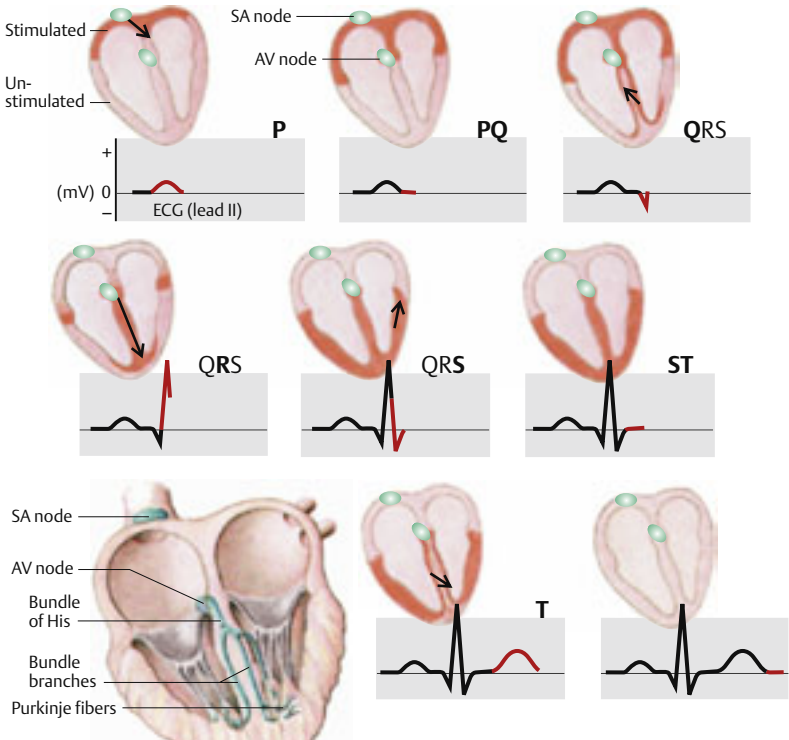 Stimulated
Un-
stimulated
SA node
AV node
P
PQ
QRS
+
(mV) 0
–
ECG (lead II)
QRS
QRS
ST
SA node
AV node
Bundle
of His
Bundle
branches
Purkinje fibers
T